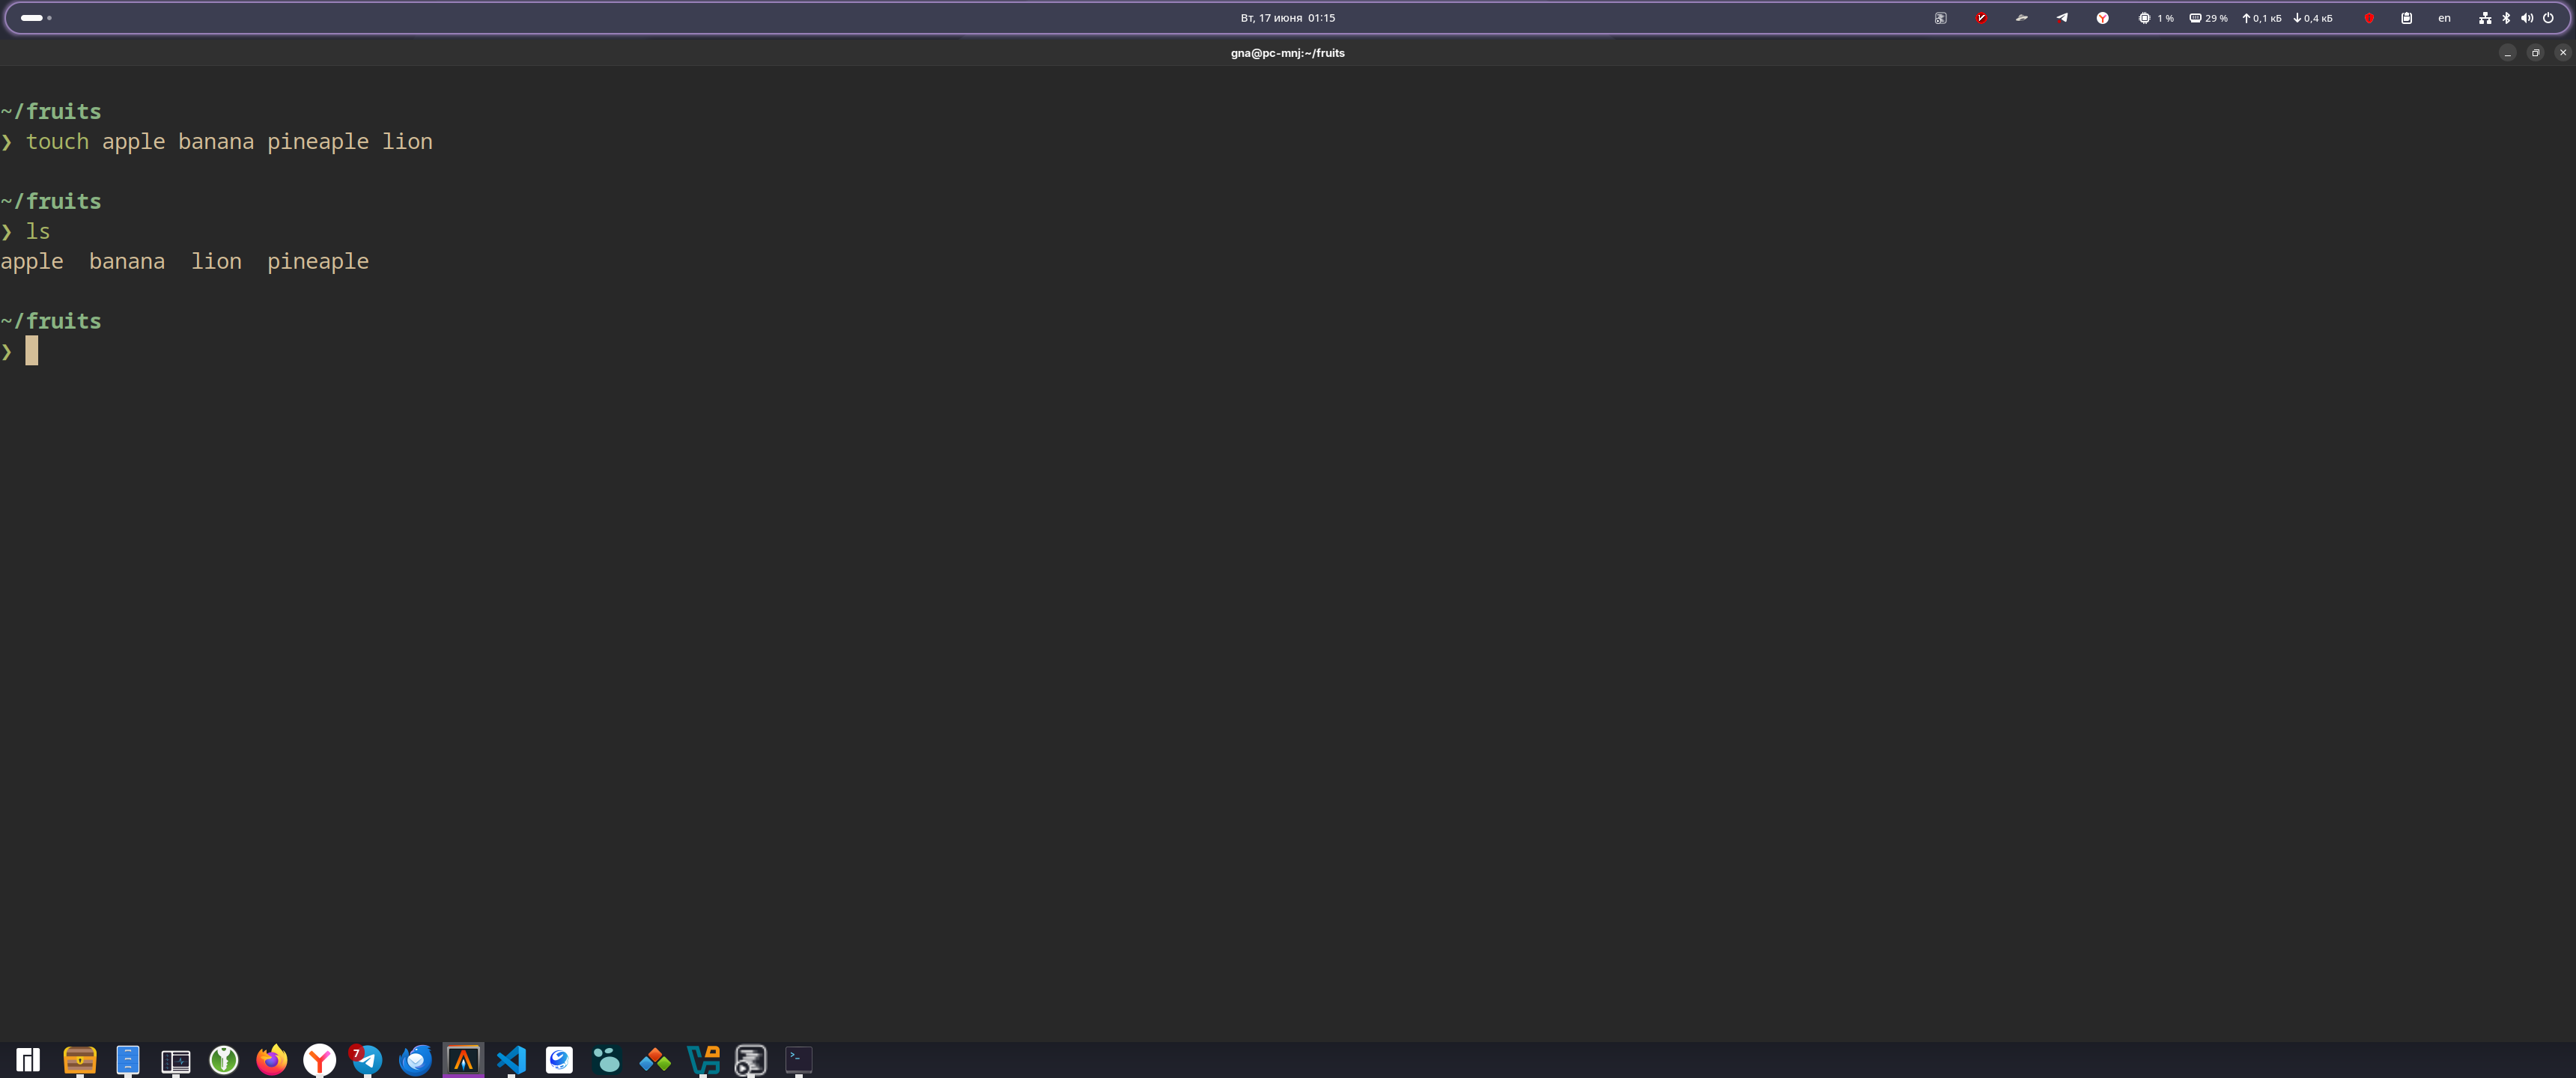 Вт, 17 июня 01:15
1 % 29 % 0,1 кБ 0,4 кБ en
gna@pc-mnj:~/fruits
~/fruits
❯ touch apple banana pineaple lion
~/fruits
❯ ls
apple banana lion pineaple
~/fruits
❯
7